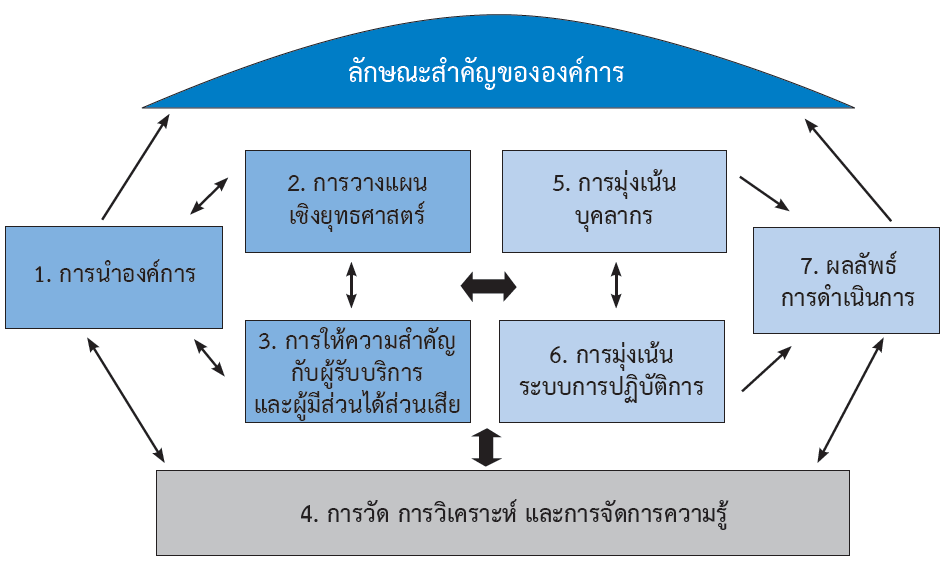 ลักษณะสำคัญขององค์การ
1. การนำองค์การ
2. การวางแผน
เชิงยุทธศาสตร์
3. การให้ความสำคัญ
กับผู้รับบริการ
และผู้มีส่วนได้ส่วนเสีย
5. การมุ่งเน้น
บุคลากร
6. การมุ่งเน้น
ระบบการปฏิบัติการ
7. ผลลัพธ์
การดำเนินการ
4. การวัด การวิเคราะห์ และการจัดการความรู้